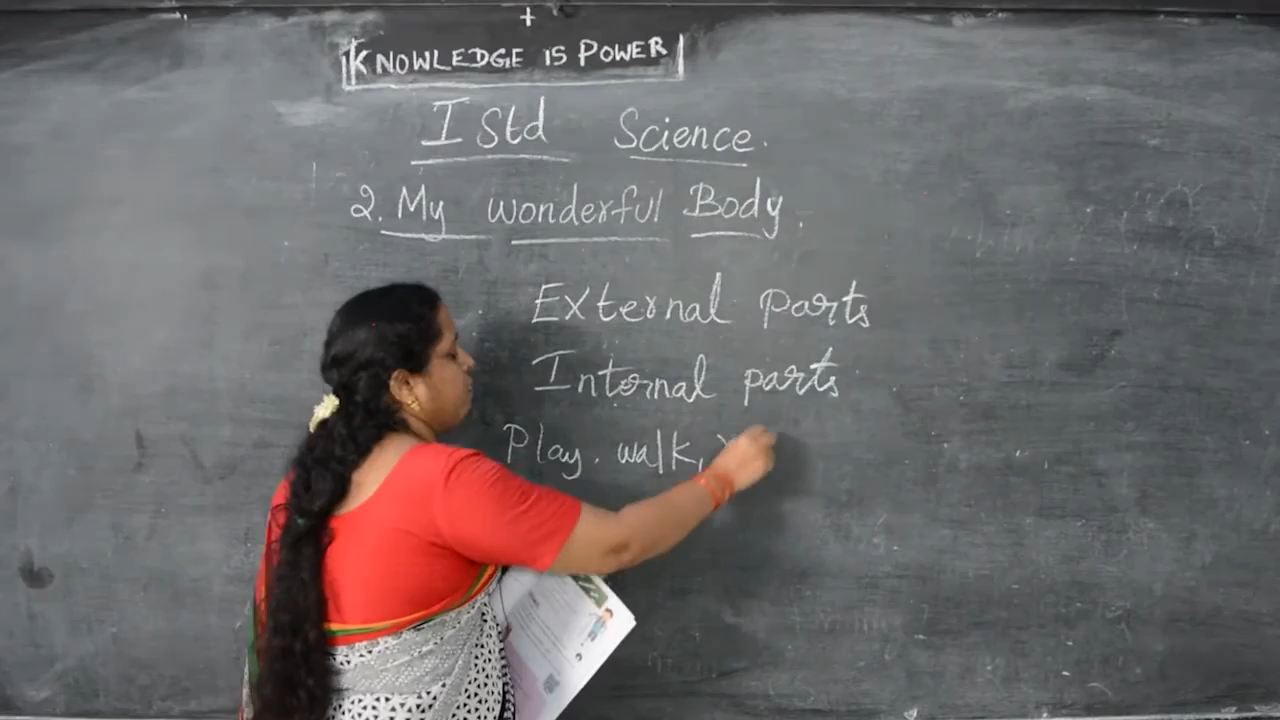 KNOWLEDGE IS POWER
I Std Science.
2. My wonderful Body.
External parts
Internal parts
Play. walk,